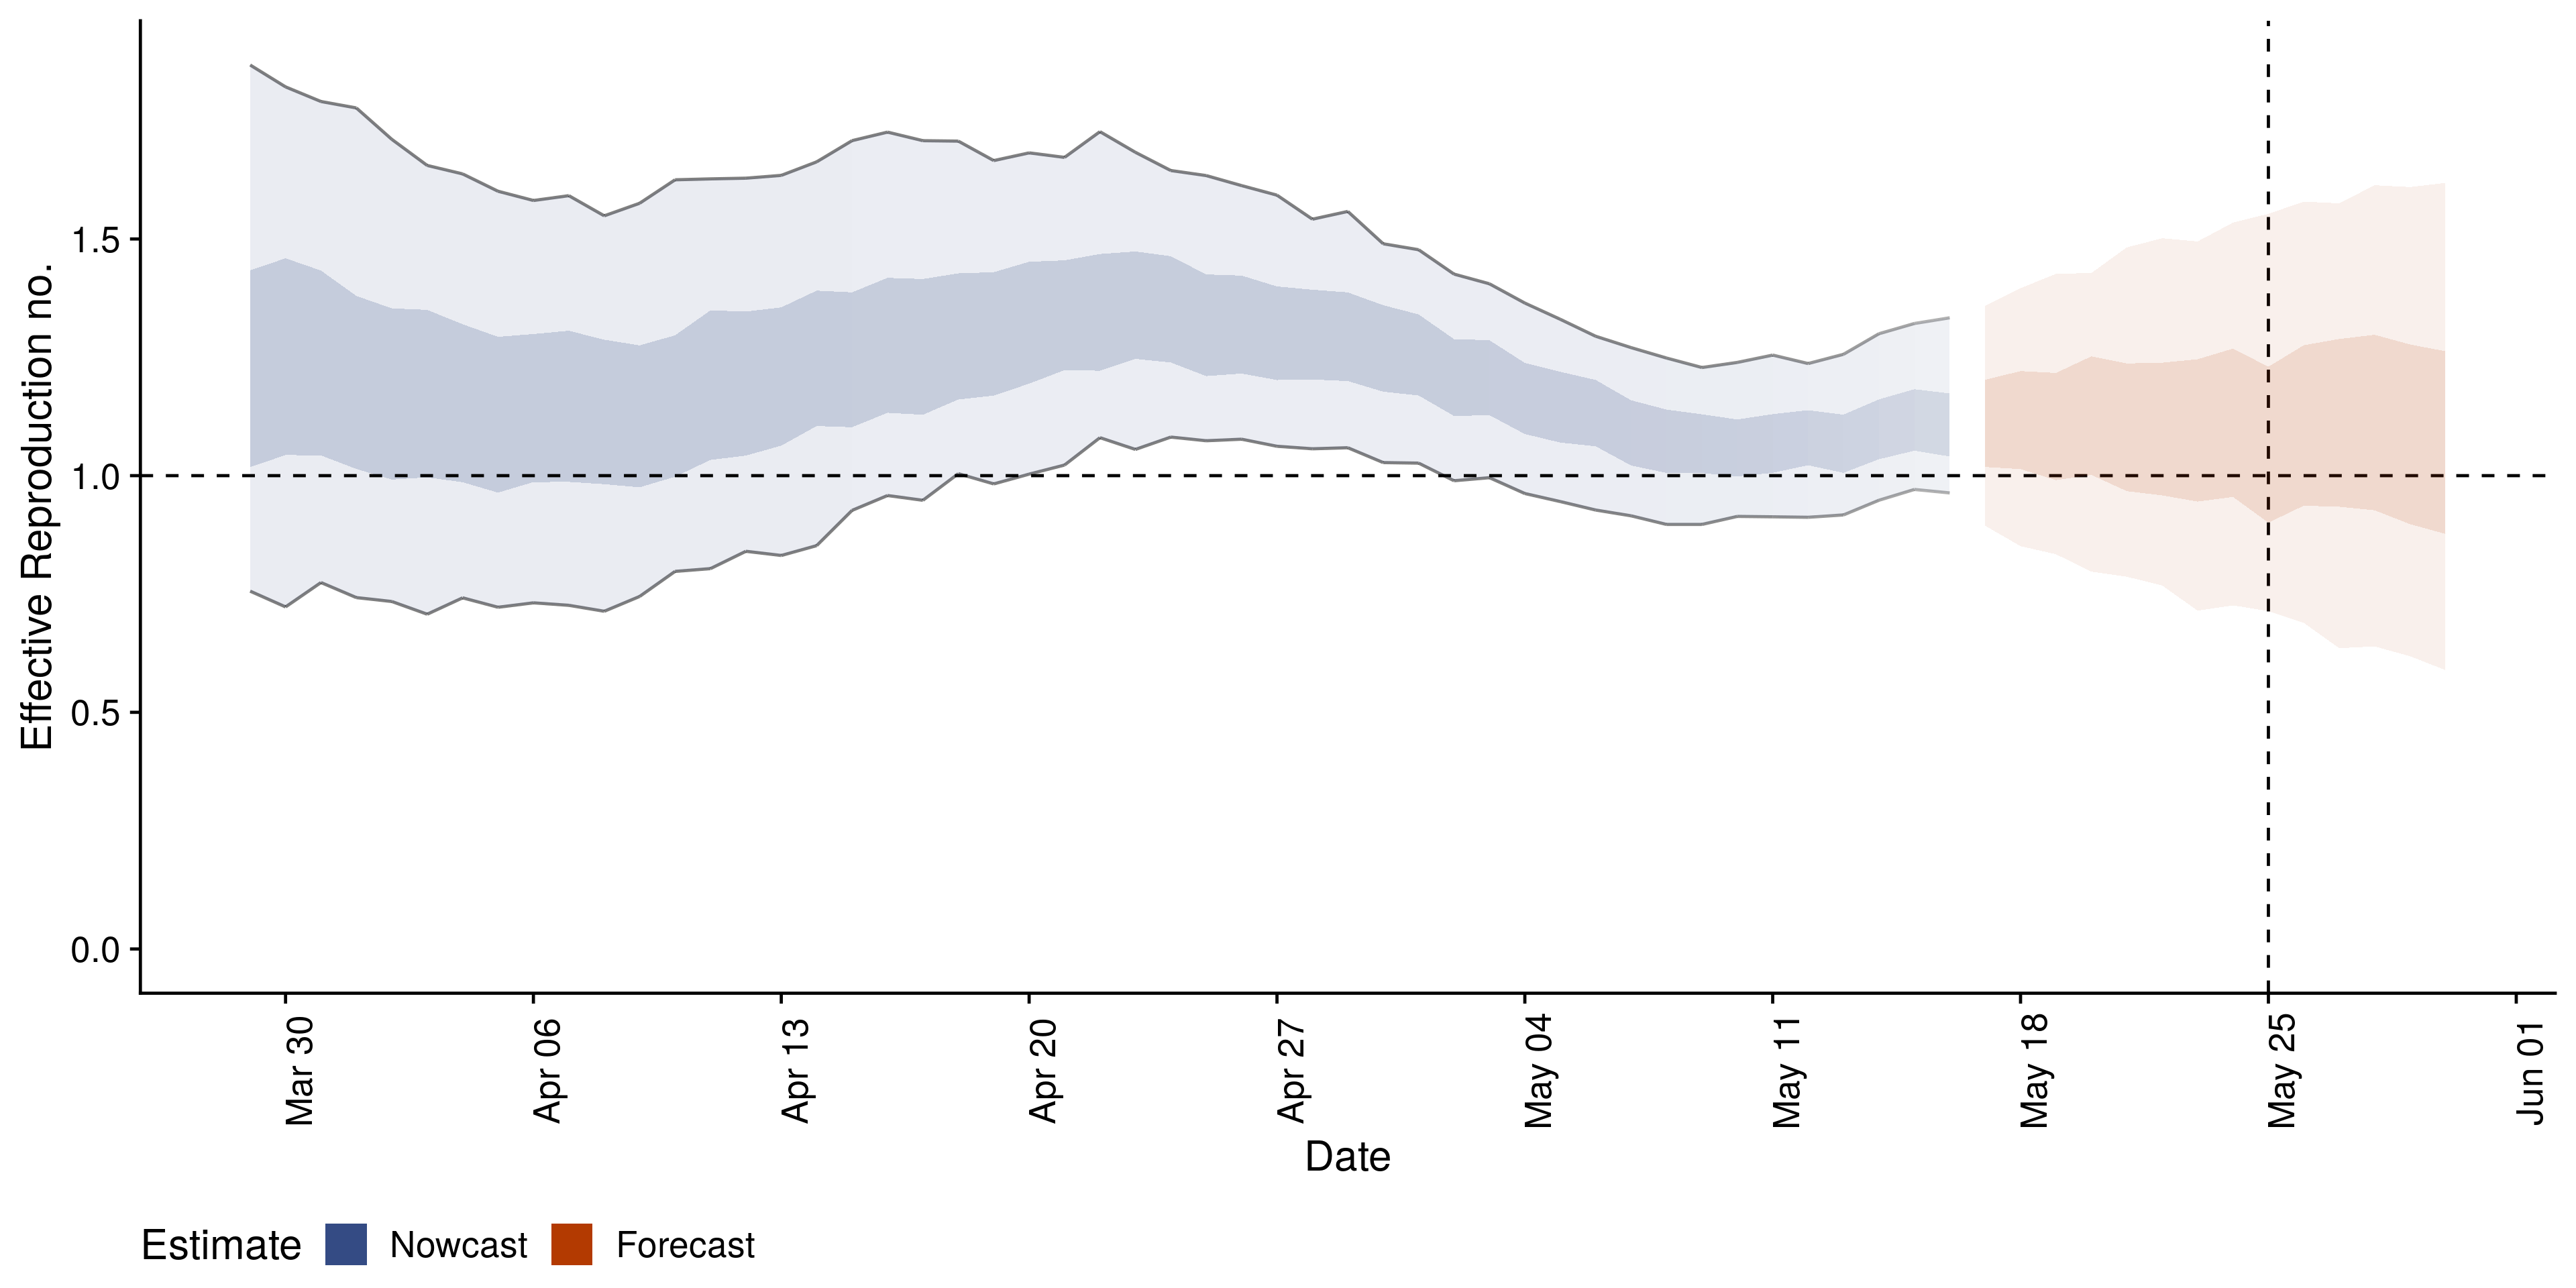 Effective Reproduction no.
1.5
1.0
0.5
0.0
Mar 30
Apr 06
Apr 13
Apr 20
Apr 27
May 04
May 11
May 18
May 25
Jun 01
Date
Estimate Nowcast Forecast